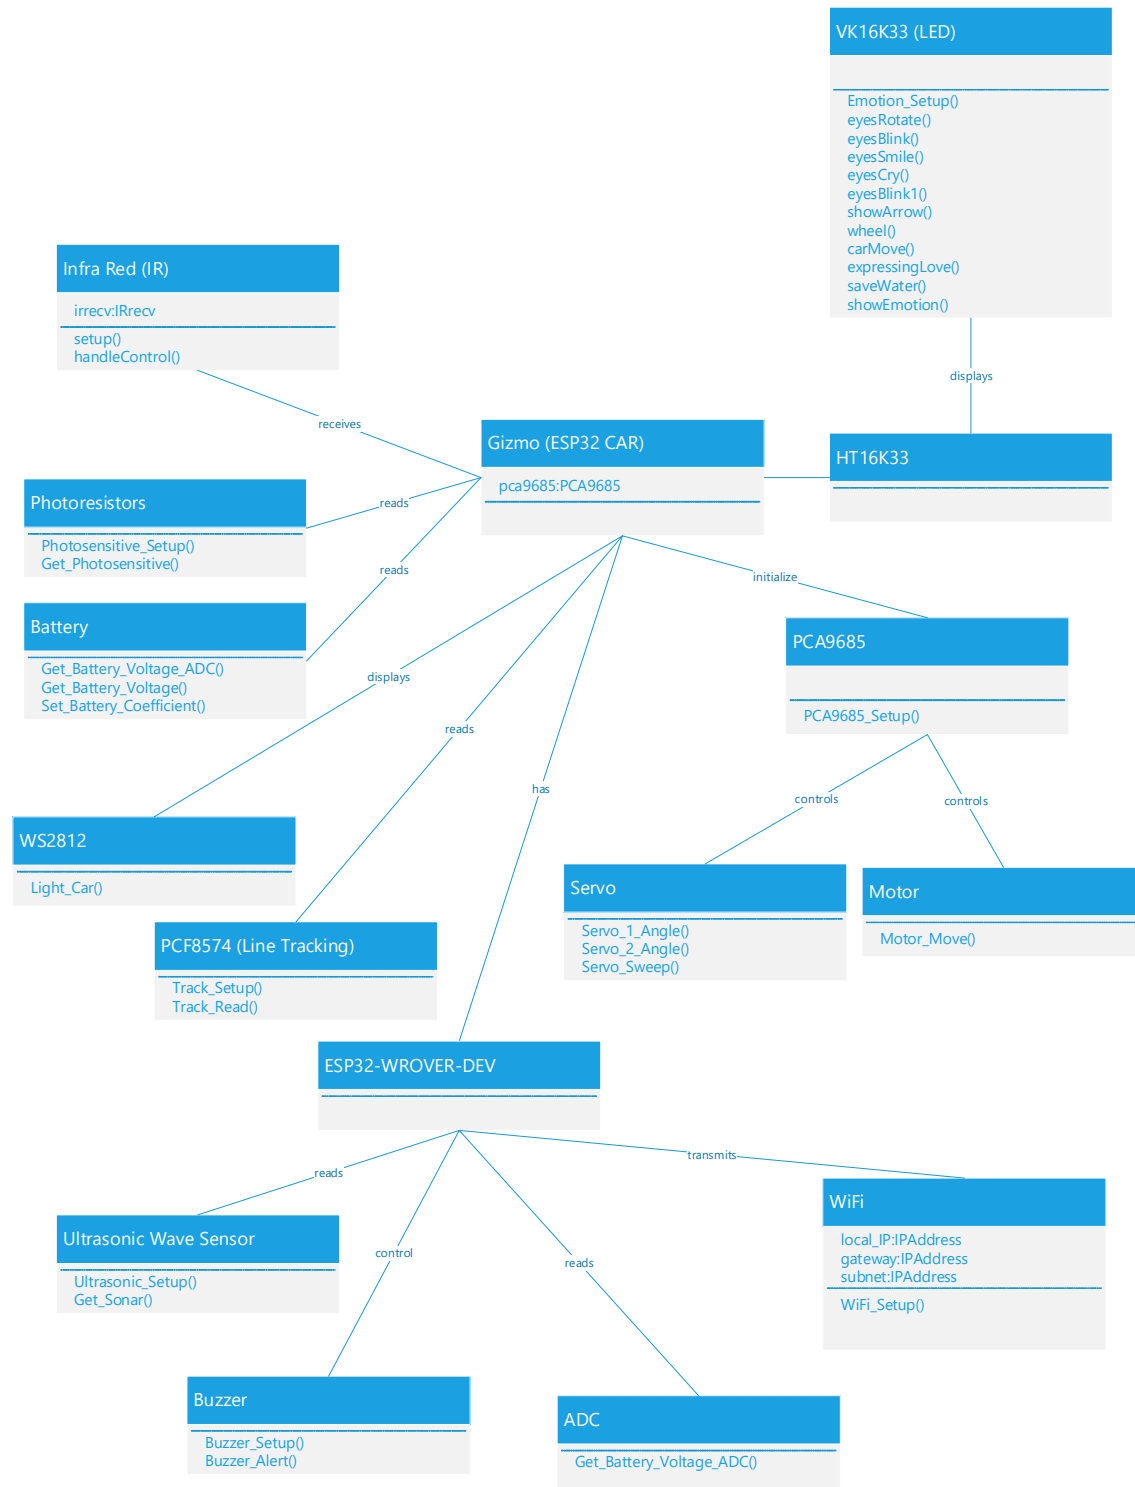 VK16K33 (LED)
Emotion_Setup()
eyesRotate()
eyesBlink()
eyesSmile()
eyesCry()
eyesBlink1()
showArrow()
wheel()
carMove()
expressingLove()
saveWater()
showEmotion()
Infra Red (IR)
irrecv:IRrecv
setup()
handleControl()
displays
receives
Gizmo (ESP32 CAR)
pca9685:PCA9685
HT16K33
Photoresistors
Photosensitive_Setup()
Get_Photosensitive()
reads
reads
initialize
Battery
Get_Battery_Voltage_ADC()
Get_Battery_Voltage()
Set_Battery_Coefficient()
PCA9685
PCA9685_Setup()
displays
reads
has
controls
controls
WS2812
Light_Car()
Servo
Servo_1_Angle()
Servo_2_Angle()
Servo_Sweep()
Motor
Motor_Move()
PCF8574 (Line Tracking)
Track_Setup()
Track_Read()
ESP32-WROVER-DEV
reads
transmits
WiFi
local_IP:IPAddress
gateway:IPAddress
subnet:IPAddress
WiFi_Setup()
Ultrasonic Wave Sensor
Ultrasonic_Setup()
Get_Sonar()
control
reads
Buzzer
Buzzer_Setup()
Buzzer_Alert()
ADC
Get_Battery_Voltage_ADC()